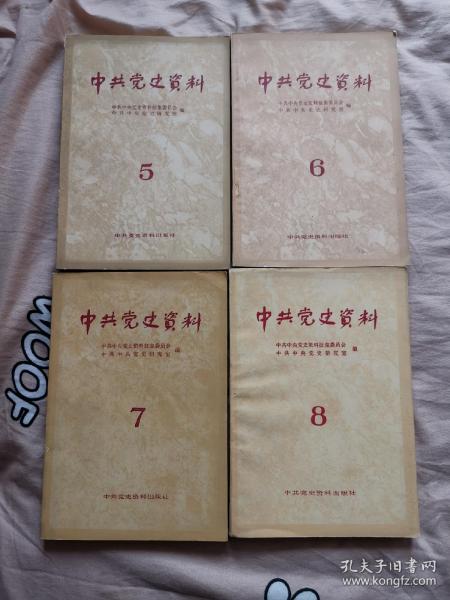 中共党史資料
中共中央党史资料征集委员会
中共中央党史研究室
编
5
中共党史资料出版社
中共党史資料
中共中央党史资料征集委员会
中共中央党史研究室
编
6
中共党史资料出版社
中共党史資料
中共中央党史资料征集委员会
中共中央党史研究室
编
7
中共党史资料出版社
中共党史資料
中共中央党史资料征集委员会
中共中央党史研究室
编
8
中共党史资料出版社
WOOF
孔夫子旧书网
www.kongfz.com